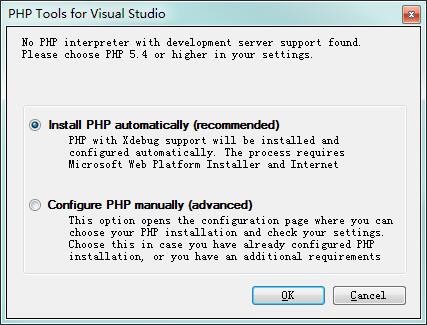 PHP Tools for Visual Studio
No PHP interpreter with development server support found.
Please choose PHP 5.4 or higher in your settings.
Install PHP automatically (recommended)
PHP with Xdebug support will be installed and
configured automatically. The process requires
Microsoft Web Platform Installer and Internet
Configure PHP manually (advanced)
This option opens the configuration page where you can
choose your PHP installation and check your settings.
Choose this in case you have already configured PHP
installation, or you have an additional requirements
OK
Cancel